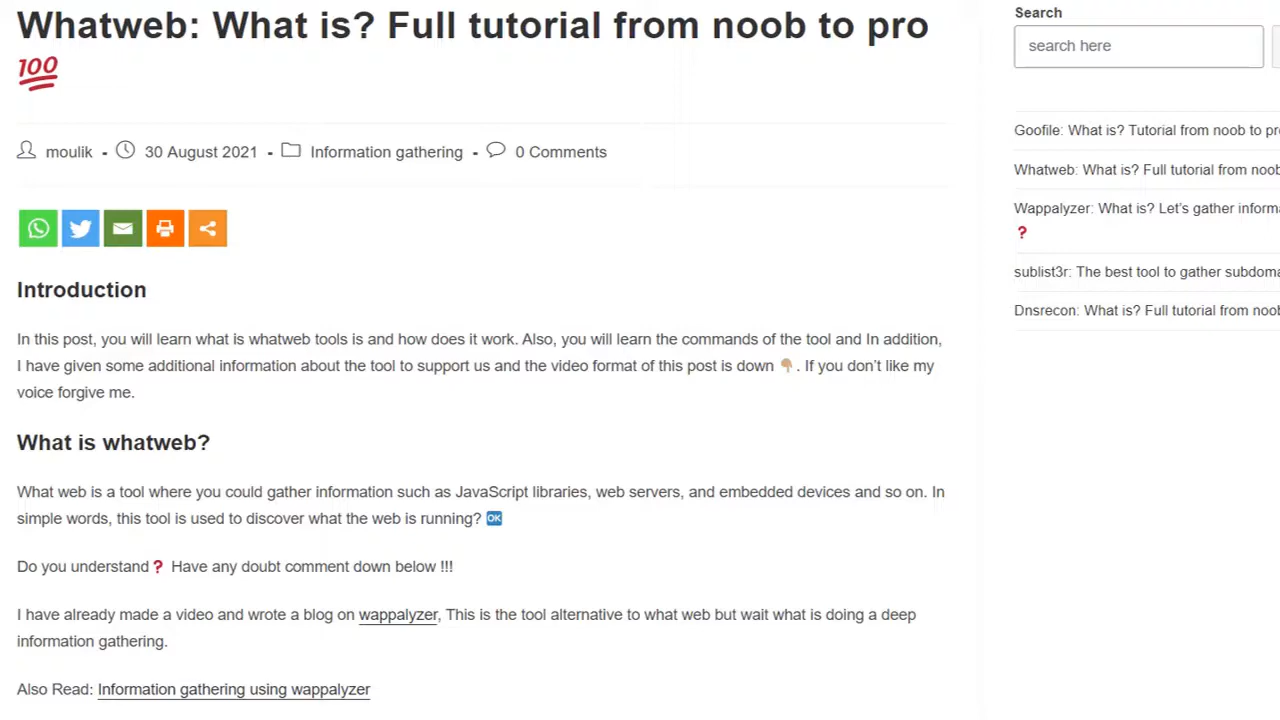 Whatweb: What is? Full tutorial from noob to pro
💯
moulik - 30 August 2021 - Information gathering - 0 Comments
Introduction
In this post, you will learn what is whatweb tools is and how does it work. Also, you will learn the commands of the tool and In addition,
I have given some additional information about the tool to support us and the video format of this post is down 👇🏼. If you don’t like my
voice forgive me.
What is whatweb?
What web is a tool where you could gather information such as JavaScript libraries, web servers, and embedded devices and so on. In
simple words, this tool is used to discover what the web is running? 🆗
Do you understand❓ Have any doubt comment down below !!!
I have already made a video and wrote a blog on wappalyzer, This is the tool alternative to what web but wait what is doing a deep
information gathering.
Also Read: Information gathering using wappalyzer
Search
search here
Goofile: What is? Tutorial from noob to pr
Whatweb: What is? Full tutorial from noob
Wappalyzer: What is? Let’s gather informa
❓
sublist3r: The best tool to gather subdoma
Dnsrecon: What is? Full tutorial from noob